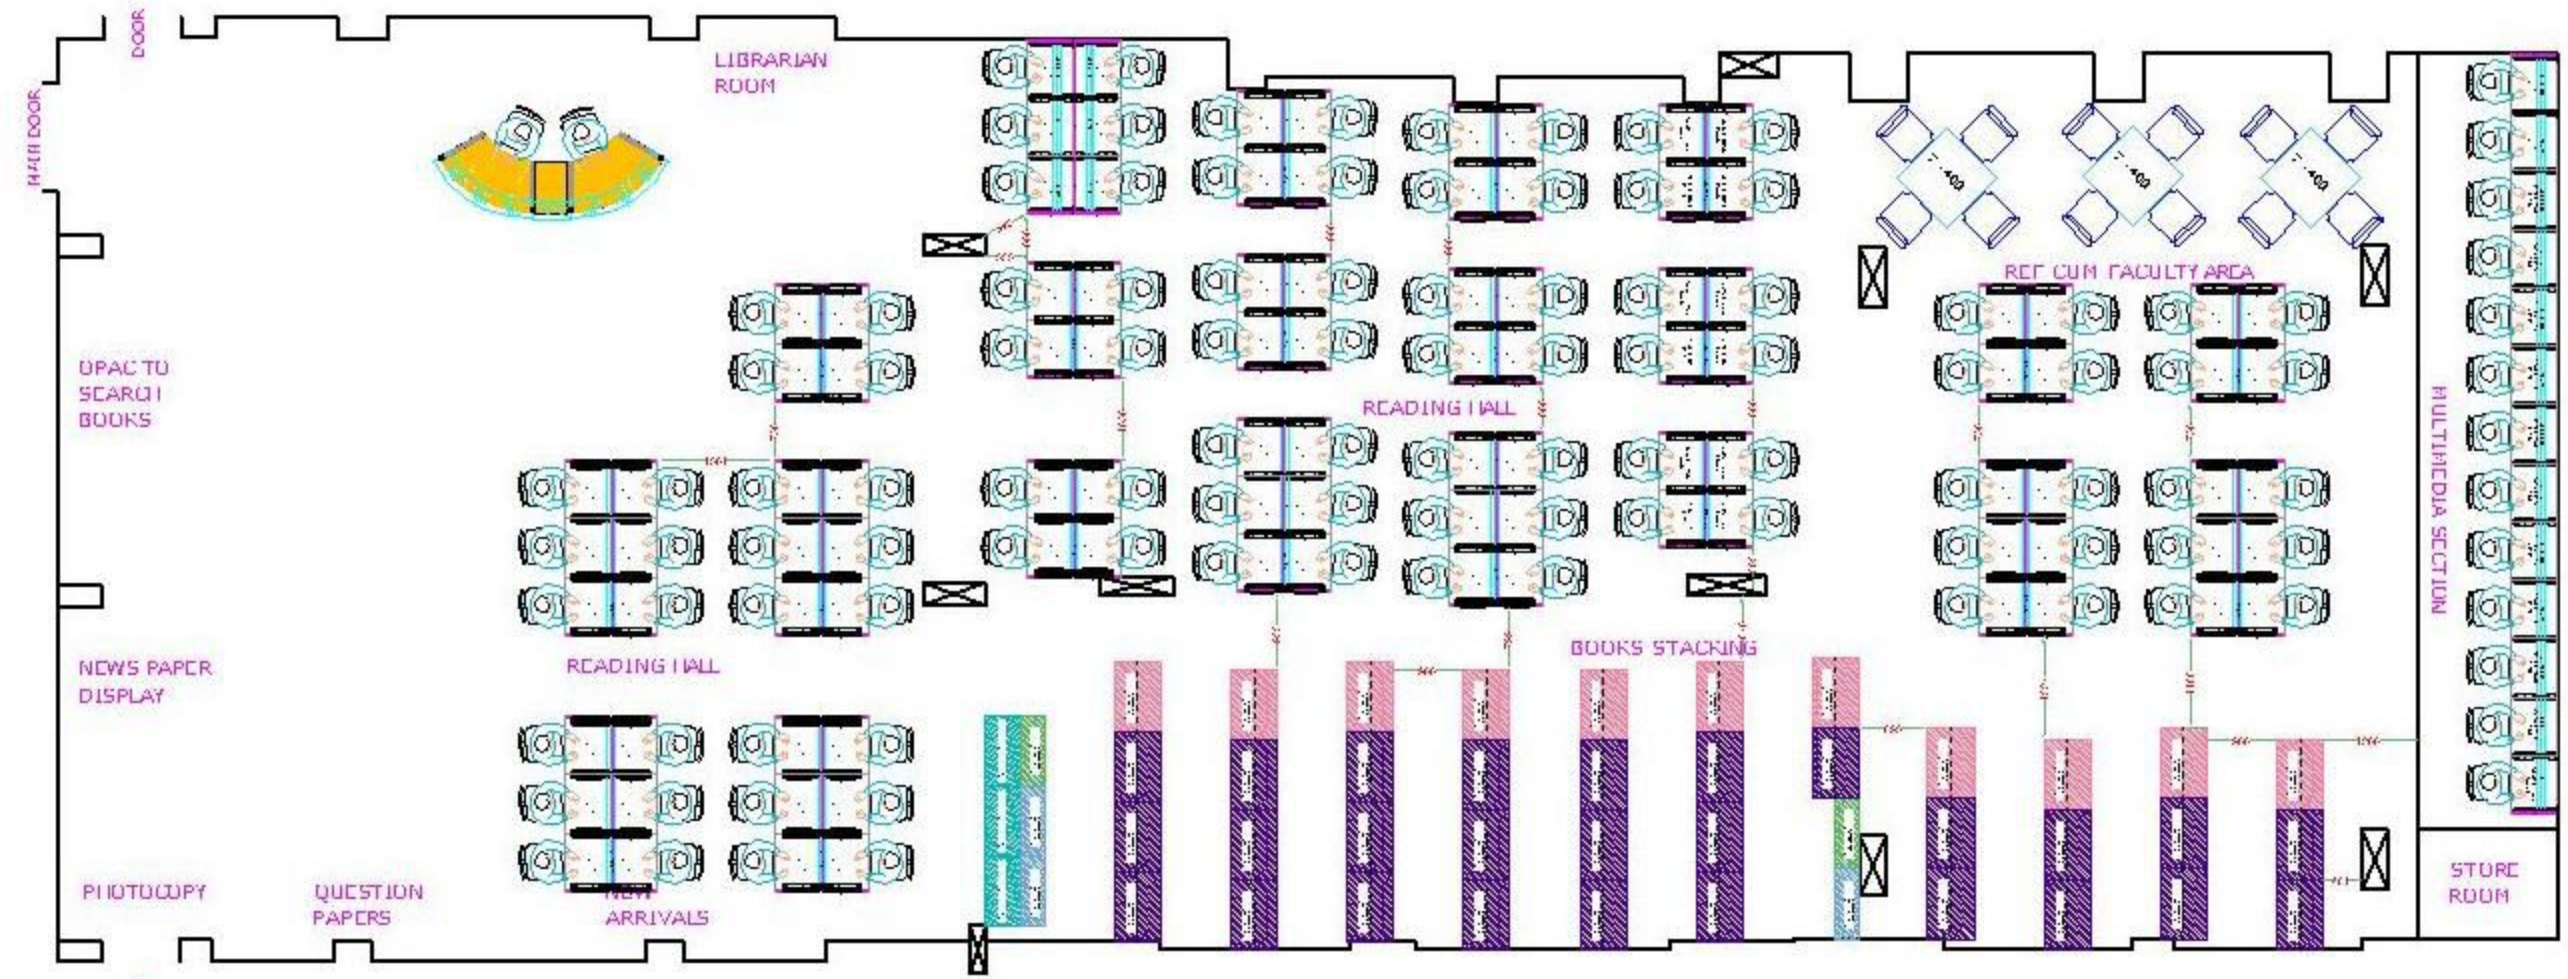 DOOR
MAIN DOOR
LIBRARIAN
ROOM
REF CUM FACULTY AREA
OPAC TO
SEARCH
BOOKS
READING HALL
MULTIMEDIA SECTION
NEWS PAPER
DISPLAY
READING HALL
BOOKS STACKING
PHOTOCOPY
QUESTION
PAPERS
NEW
ARRIVALS
STORE
ROOM